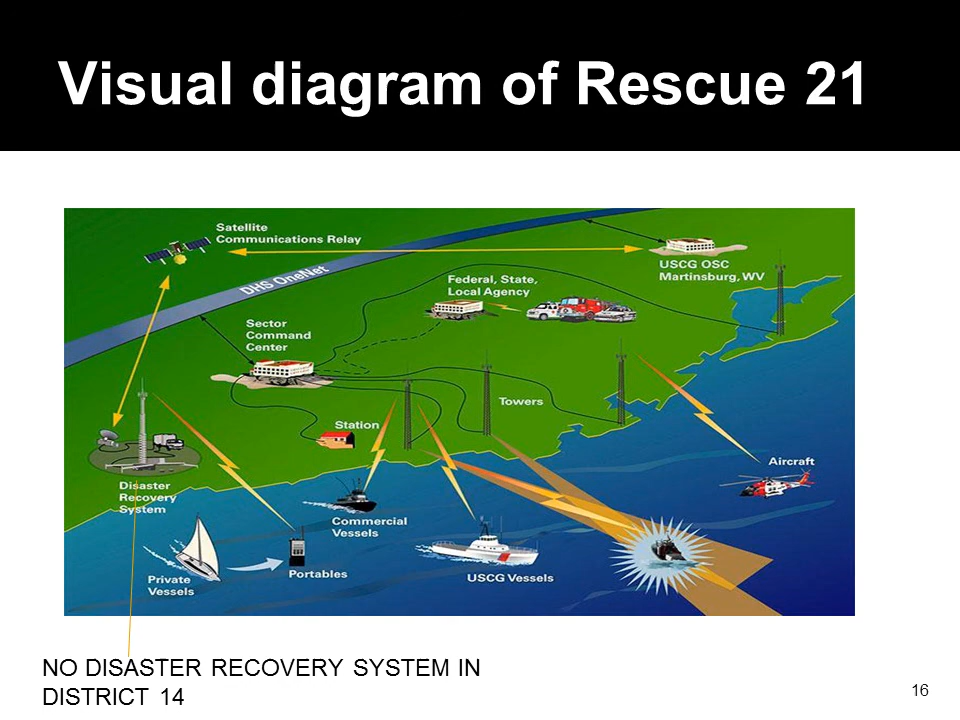 Visual diagram of Rescue 21
Satellite
Communications Relay
DHS OneNet
USCG OSC
Martinsburg, WV
Federal, State,
Local Agency
Sector
Command
Center
Towers
Station
Aircraft
Disaster
Recovery
System
Commercial
Vessels
Private
Vessels
Portables
USCG Vessels
NO DISASTER RECOVERY SYSTEM IN
DISTRICT 14
16